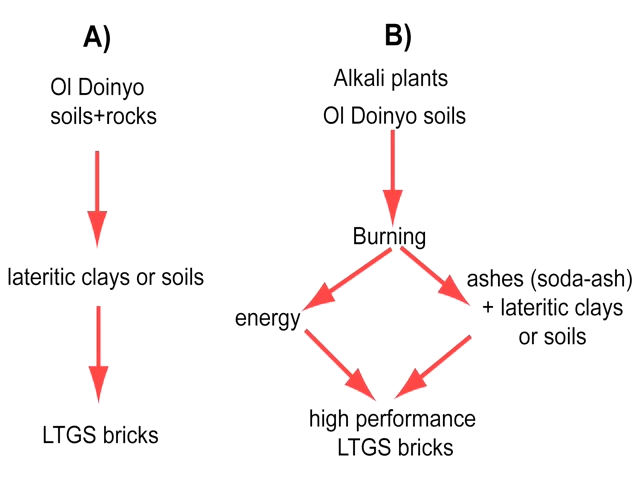 A)
Ol Doinyo
soils+rocks
lateritic clays or soils
LTGS bricks
B)
Alkali plants
Ol Doinyo soils
Burning
energy
ashes (soda-ash)
+ lateritic clays
or soils
high performance
LTGS bricks